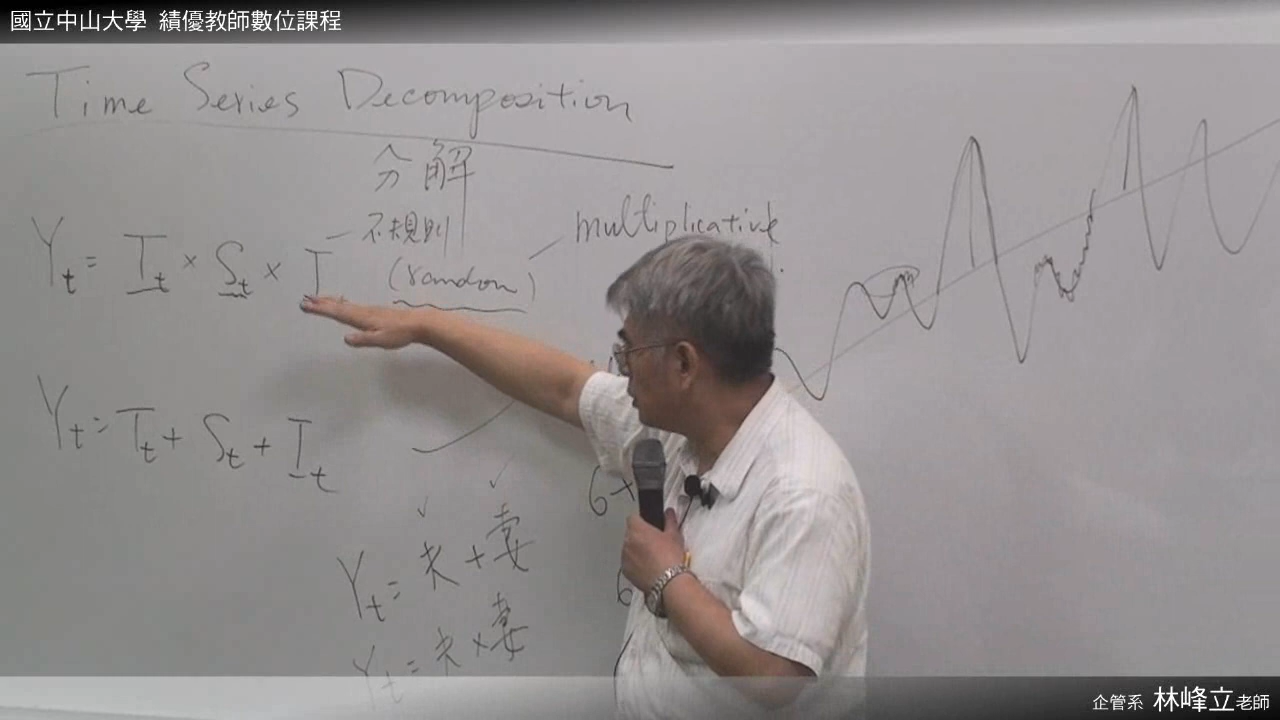 國立中山大學 績優教師數位課程
Time Series Decomposition
分解
不規則
multiplicative
(random)
Yt = Tt × St × I
Yt = Tt + St + It
6×
6
Yt = 夫 + 妻
Yt = 夫 × 妻
企管系 林峰立老師